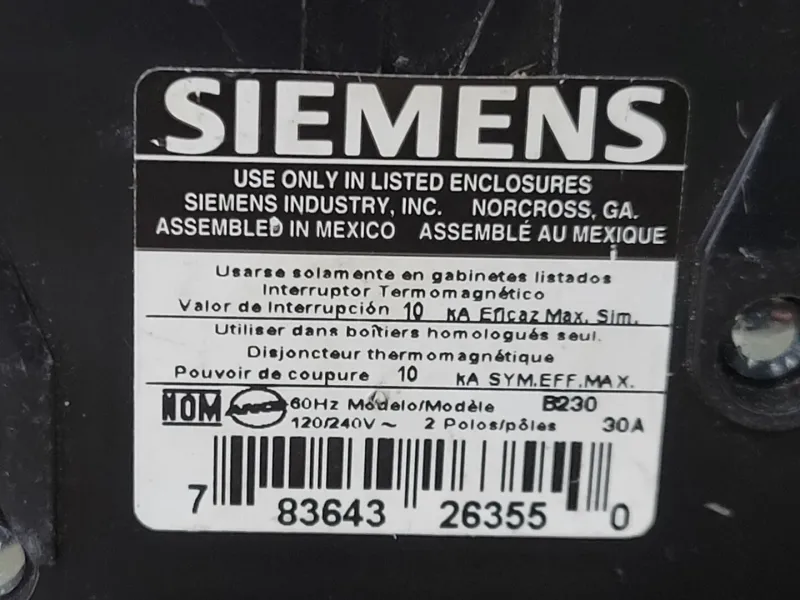 SIEMENS
USE ONLY IN LISTED ENCLOSURES
SIEMENS INDUSTRY, INC. NORCROSS, GA.
ASSEMBLED IN MEXICO ASSEMBLÉ AU MEXIQUE
Usarse solamente en gabinetes listados
Interruptor Termomagnético
Valor de Interrupción 10 kA Eficaz Max. Sim.
Utiliser dans boîtiers homologués seul.
Disjoncteur thermomagnétique
Pouvoir de coupure 10 kA SYM.EFF.MAX.
NOM ANCE 60Hz Modelo/Modèle B230
120/240V ~ 2 Polos/pôles 30A
7 83643 26355 0